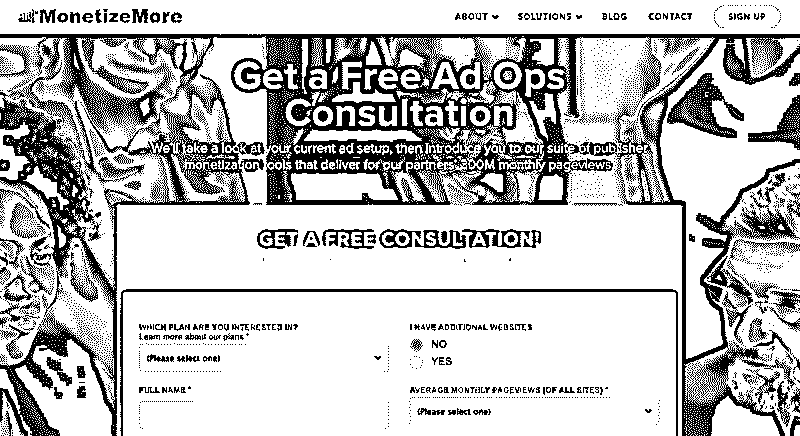 MonetizeMore
ABOUT SOLUTIONS BLOG CONTACT SIGN UP
Get a Free Ad Ops
Consultation
We'll take a look at your current ad setup, then introduce you to our suite of publisher
monetization tools that deliver for our partners' 300M monthly pageviews
GET A FREE CONSULTATION!
WHICH PLAN ARE YOU INTERESTED IN?
Learn more about our plans *
(Please select one)
I HAVE ADDITIONAL WEBSITES
NO
YES
FULL NAME *
AVERAGE MONTHLY PAGEVIEWS (OF ALL SITES) *
(Please select one)